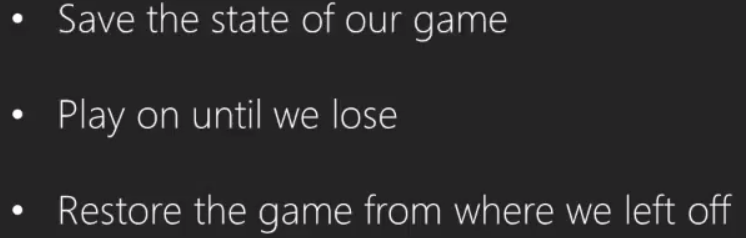 • Save the state of our game
• Play on until we lose
• Restore the game from where we left off